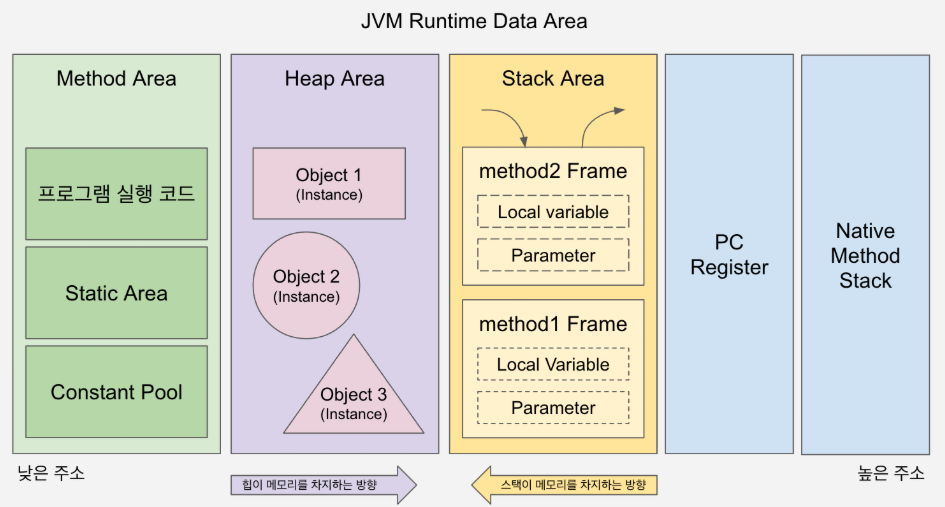 JVM Runtime Data Area
Method Area
프로그램 실행 코드
Static Area
Constant Pool
Heap Area
Object 1
(Instance)
Object 2
(Instance)
Object 3
(Instance)
Stack Area
method2 Frame
Local variable
Parameter
method1 Frame
Local Variable
Parameter
PC
Register
Native
Method
Stack
낮은 주소
높은 주소
힙이 메모리를 차지하는 방향
스택이 메모리를 차지하는 방향